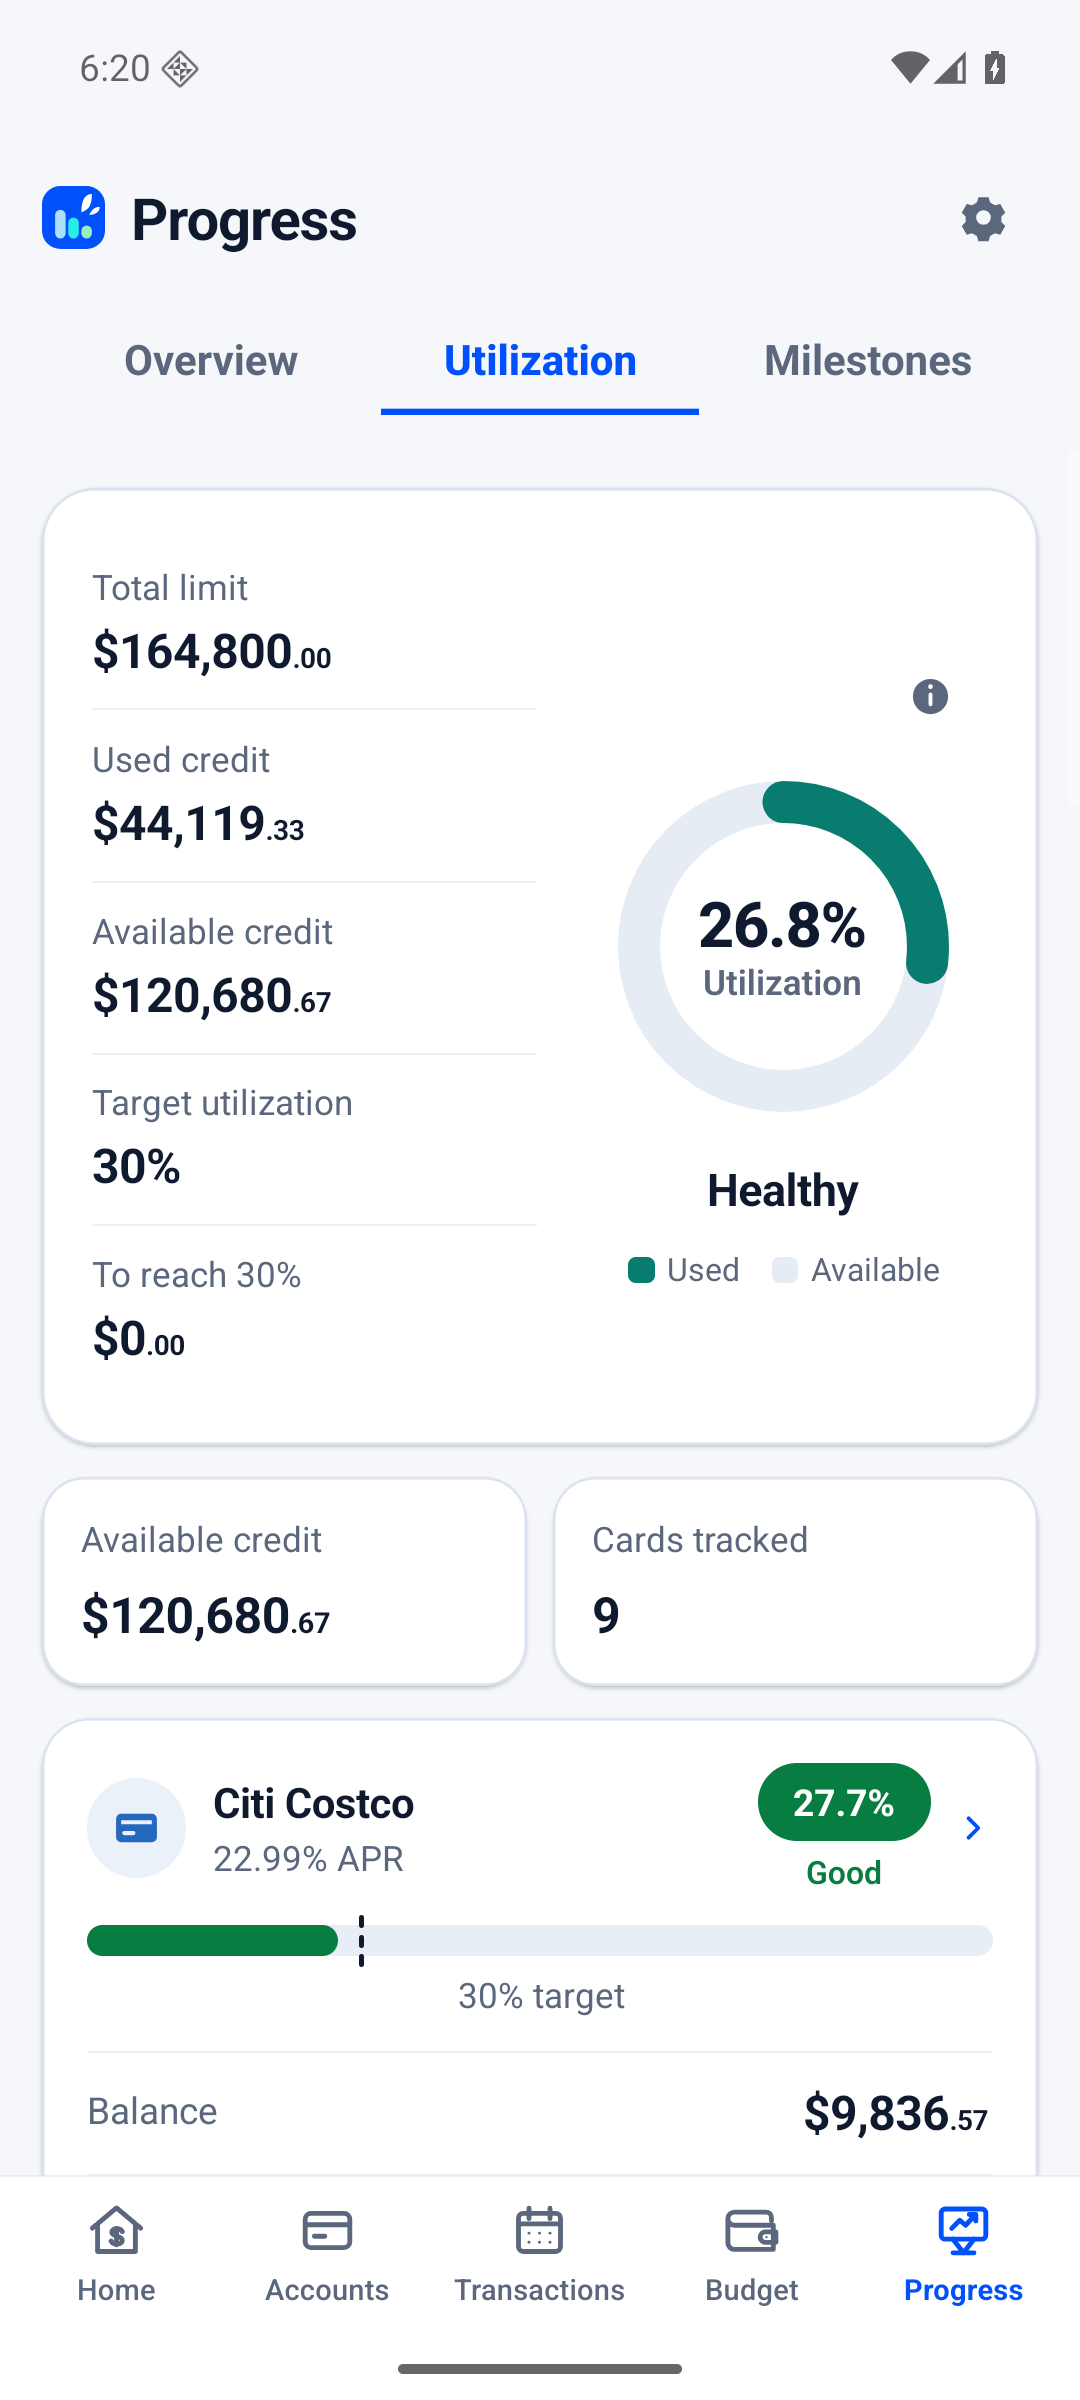 6:20
Progress
Overview
Utilization
Milestones
Total limit
$164,800.00
Used credit
$44,119.33
Available credit
$120,680.67
Target utilization
30%
To reach 30%
$0.00
26.8%
Utilization
Healthy
Used
Available
Available credit
$120,680.67
Cards tracked
9
Citi Costco
22.99% APR
27.7%
Good
30% target
Balance
$9,836.57
Home
Accounts
Transactions
Budget
Progress